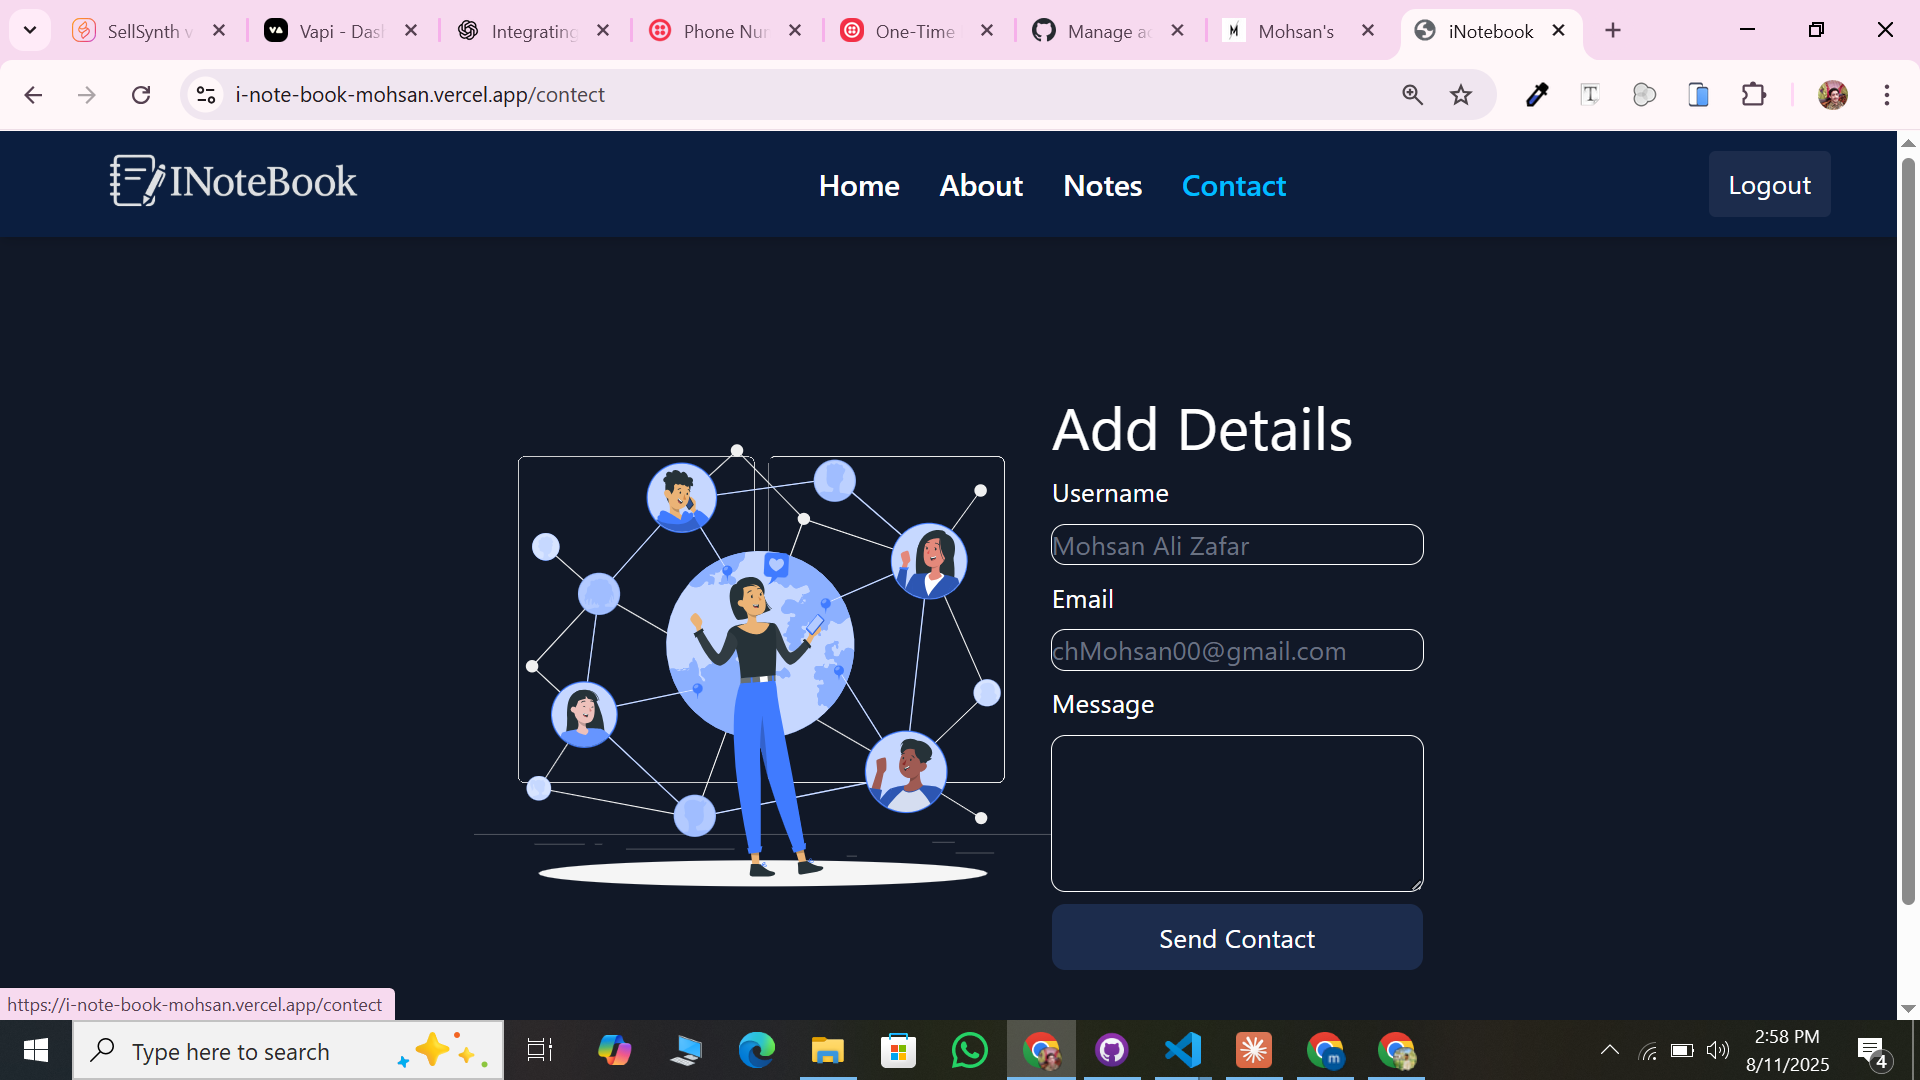 SellSynth v
Vapi - Dash
Integrating
Phone Num
One-Time
Manage ac
Mohsan's
iNotebook
i-note-book-mohsan.vercel.app/contect
INoteBook
Home
About
Notes
Contact
Logout
Add Details
Username
Mohsan Ali Zafar
Email
chMohsan00@gmail.com
Message
Send Contact
https://i-note-book-mohsan.vercel.app/contect
Type here to search
2:58 PM
8/11/2025
4